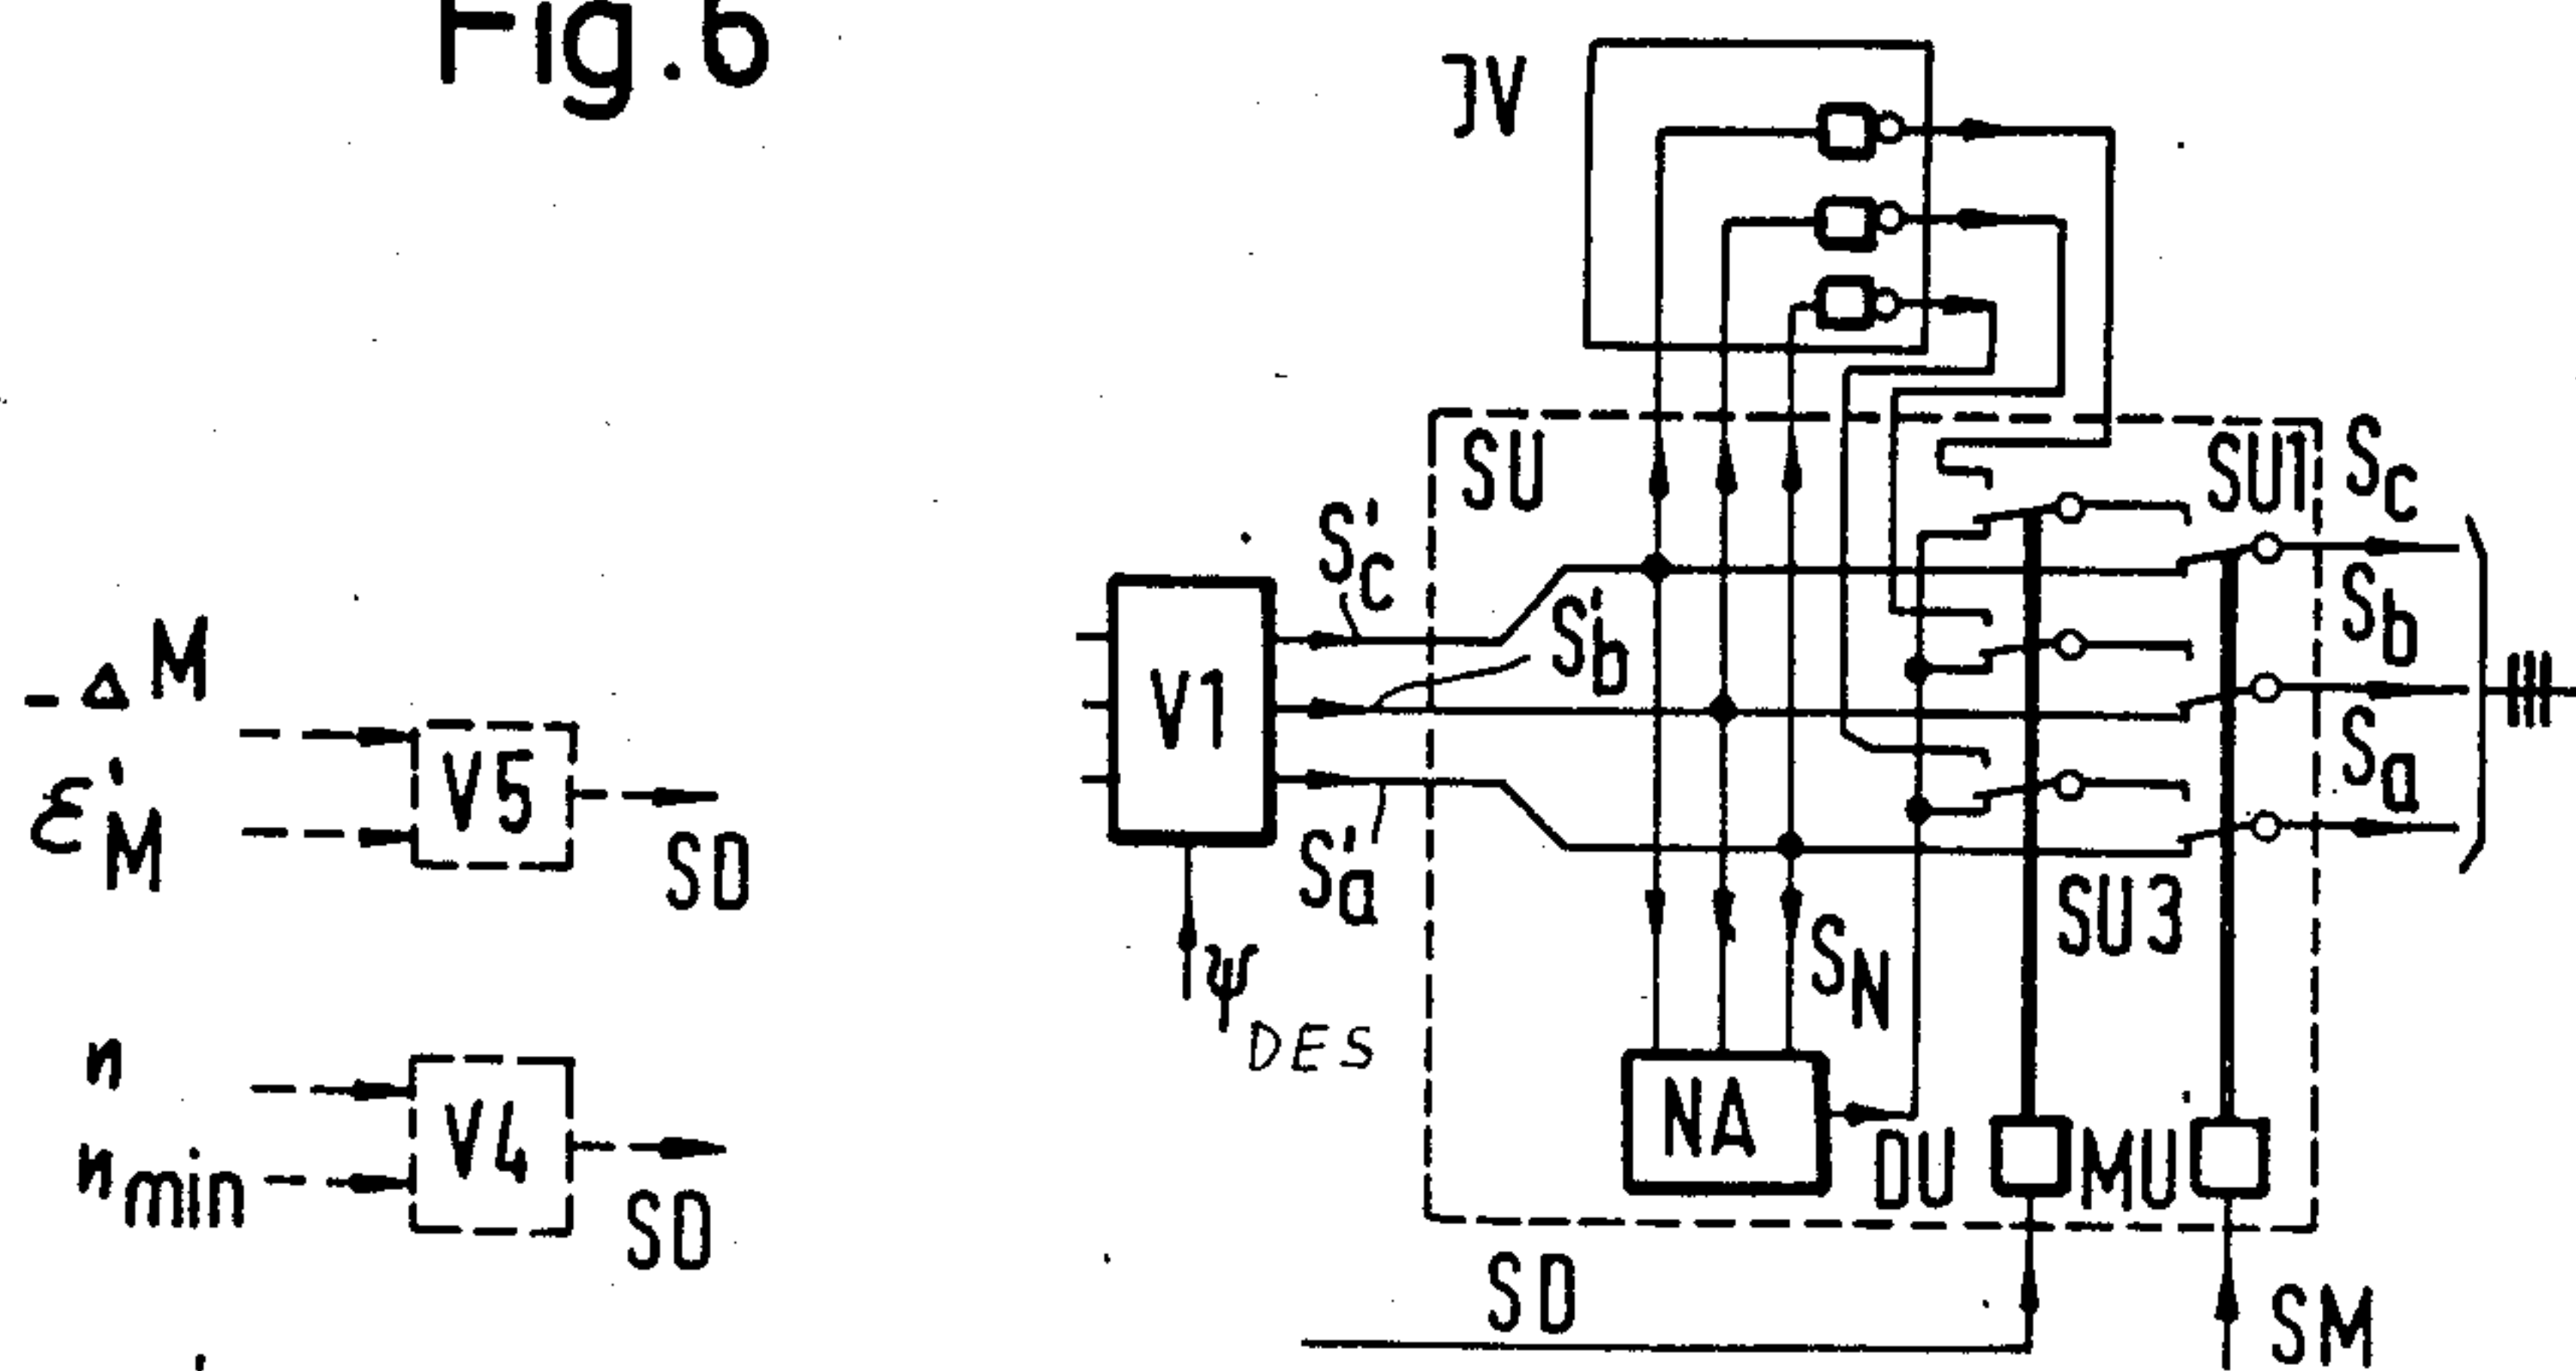 Fig.6
JV
SU
SU1
Sc
S'c
S'b
Sb
-ΔM
V1
V5
Sa
ε'M
SD
S'a
SU3
SN
ψDES
n
V4
NA
nmin
DU
MU
SD
SD
SM